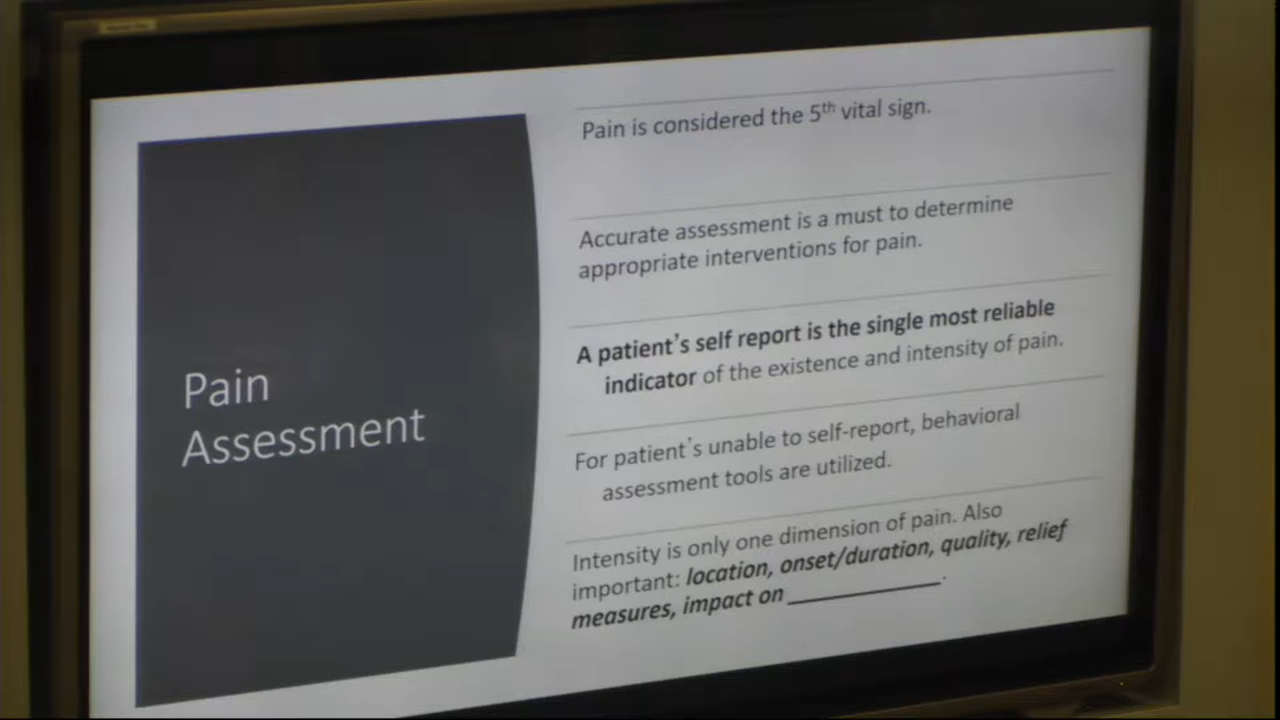 Pain
Assessment
Pain is considered the 5th vital sign.
Accurate assessment is a must to determine
appropriate interventions for pain.
A patient's self report is the single most reliable
indicator of the existence and intensity of pain.
For patient's unable to self-report, behavioral
assessment tools are utilized.
Intensity is only one dimension of pain. Also
important: location, onset/duration, quality, relief
measures, impact on ____________.